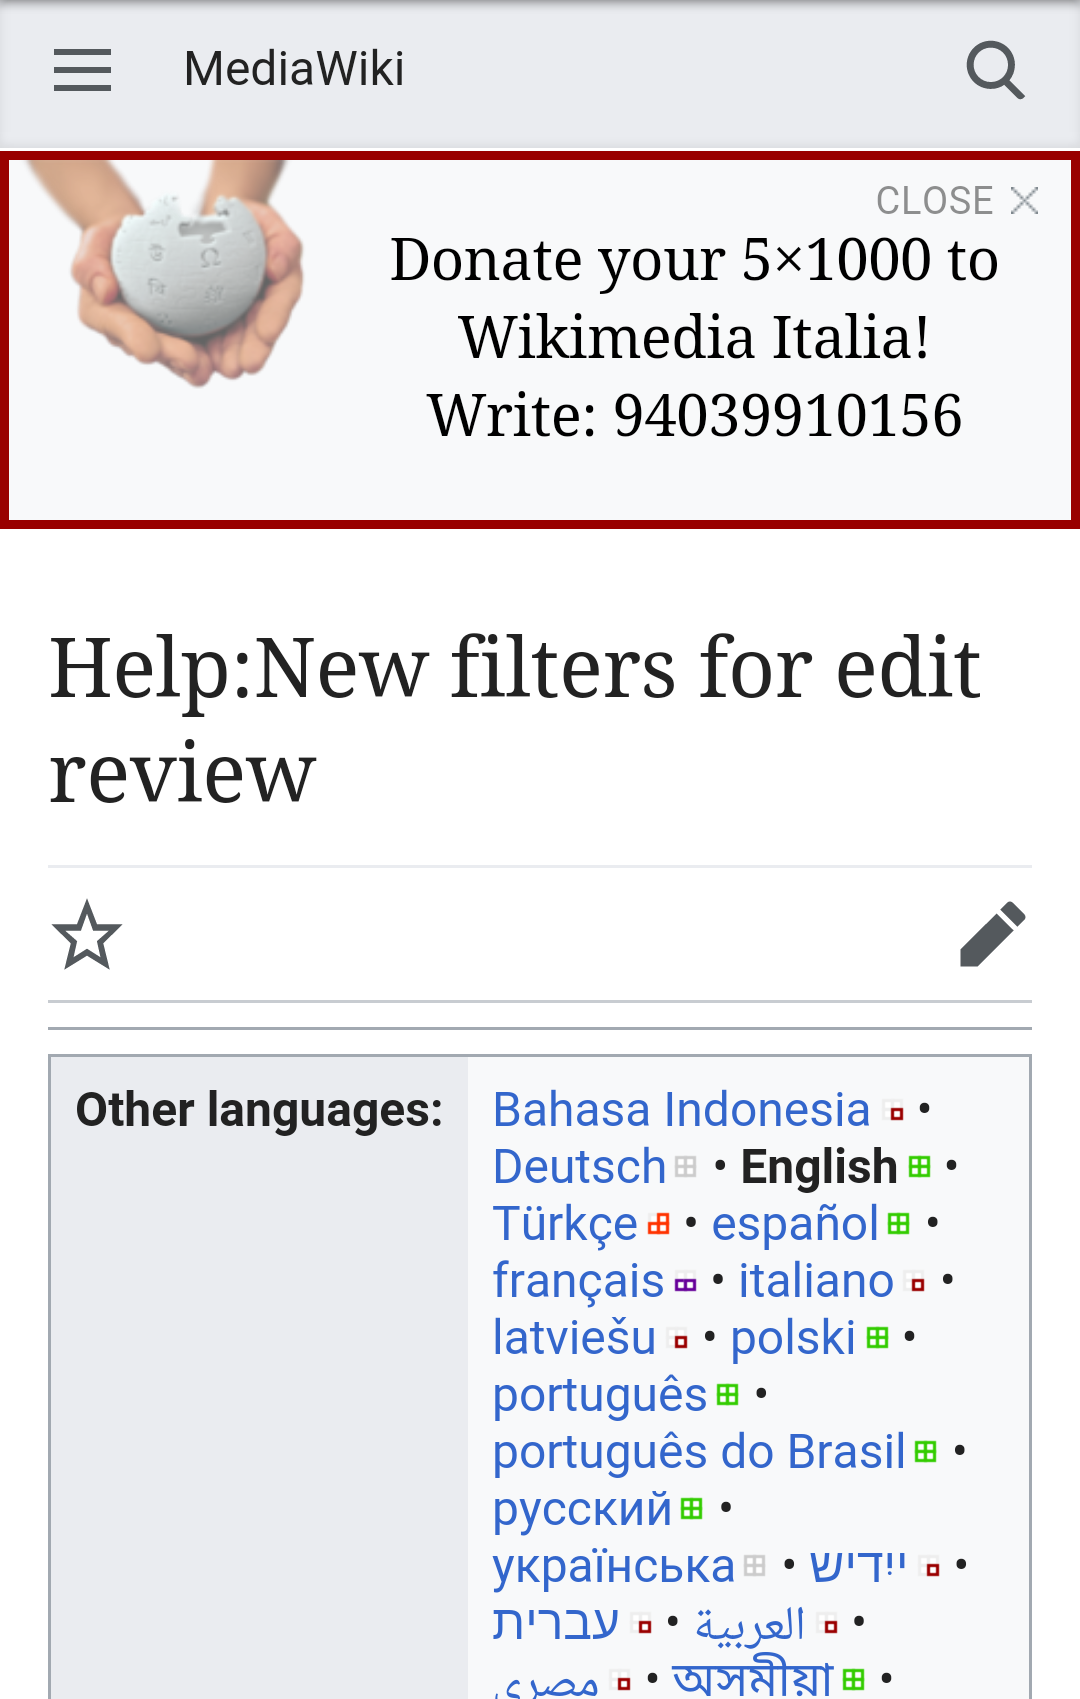 MediaWiki
CLOSE
Donate your 5×1000 to
Wikimedia Italia!
Write: 94039910156
Help:New filters for edit
review
Other languages:
Bahasa Indonesia •
Deutsch • English •
Türkçe • español •
français • italiano •
latviešu • polski •
português •
português do Brasil •
русский •
українська • ייִדיש •
עברית • العربية •
مصرى • অসমীয়া •